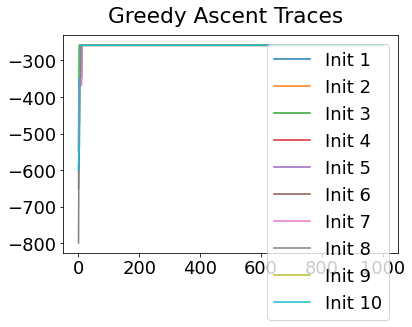 Greedy Ascent Traces
−300
−400
−500
−600
−700
−800
0
200
400
600
800
1000
Init 1
Init 2
Init 3
Init 4
Init 5
Init 6
Init 7
Init 8
Init 9
Init 10